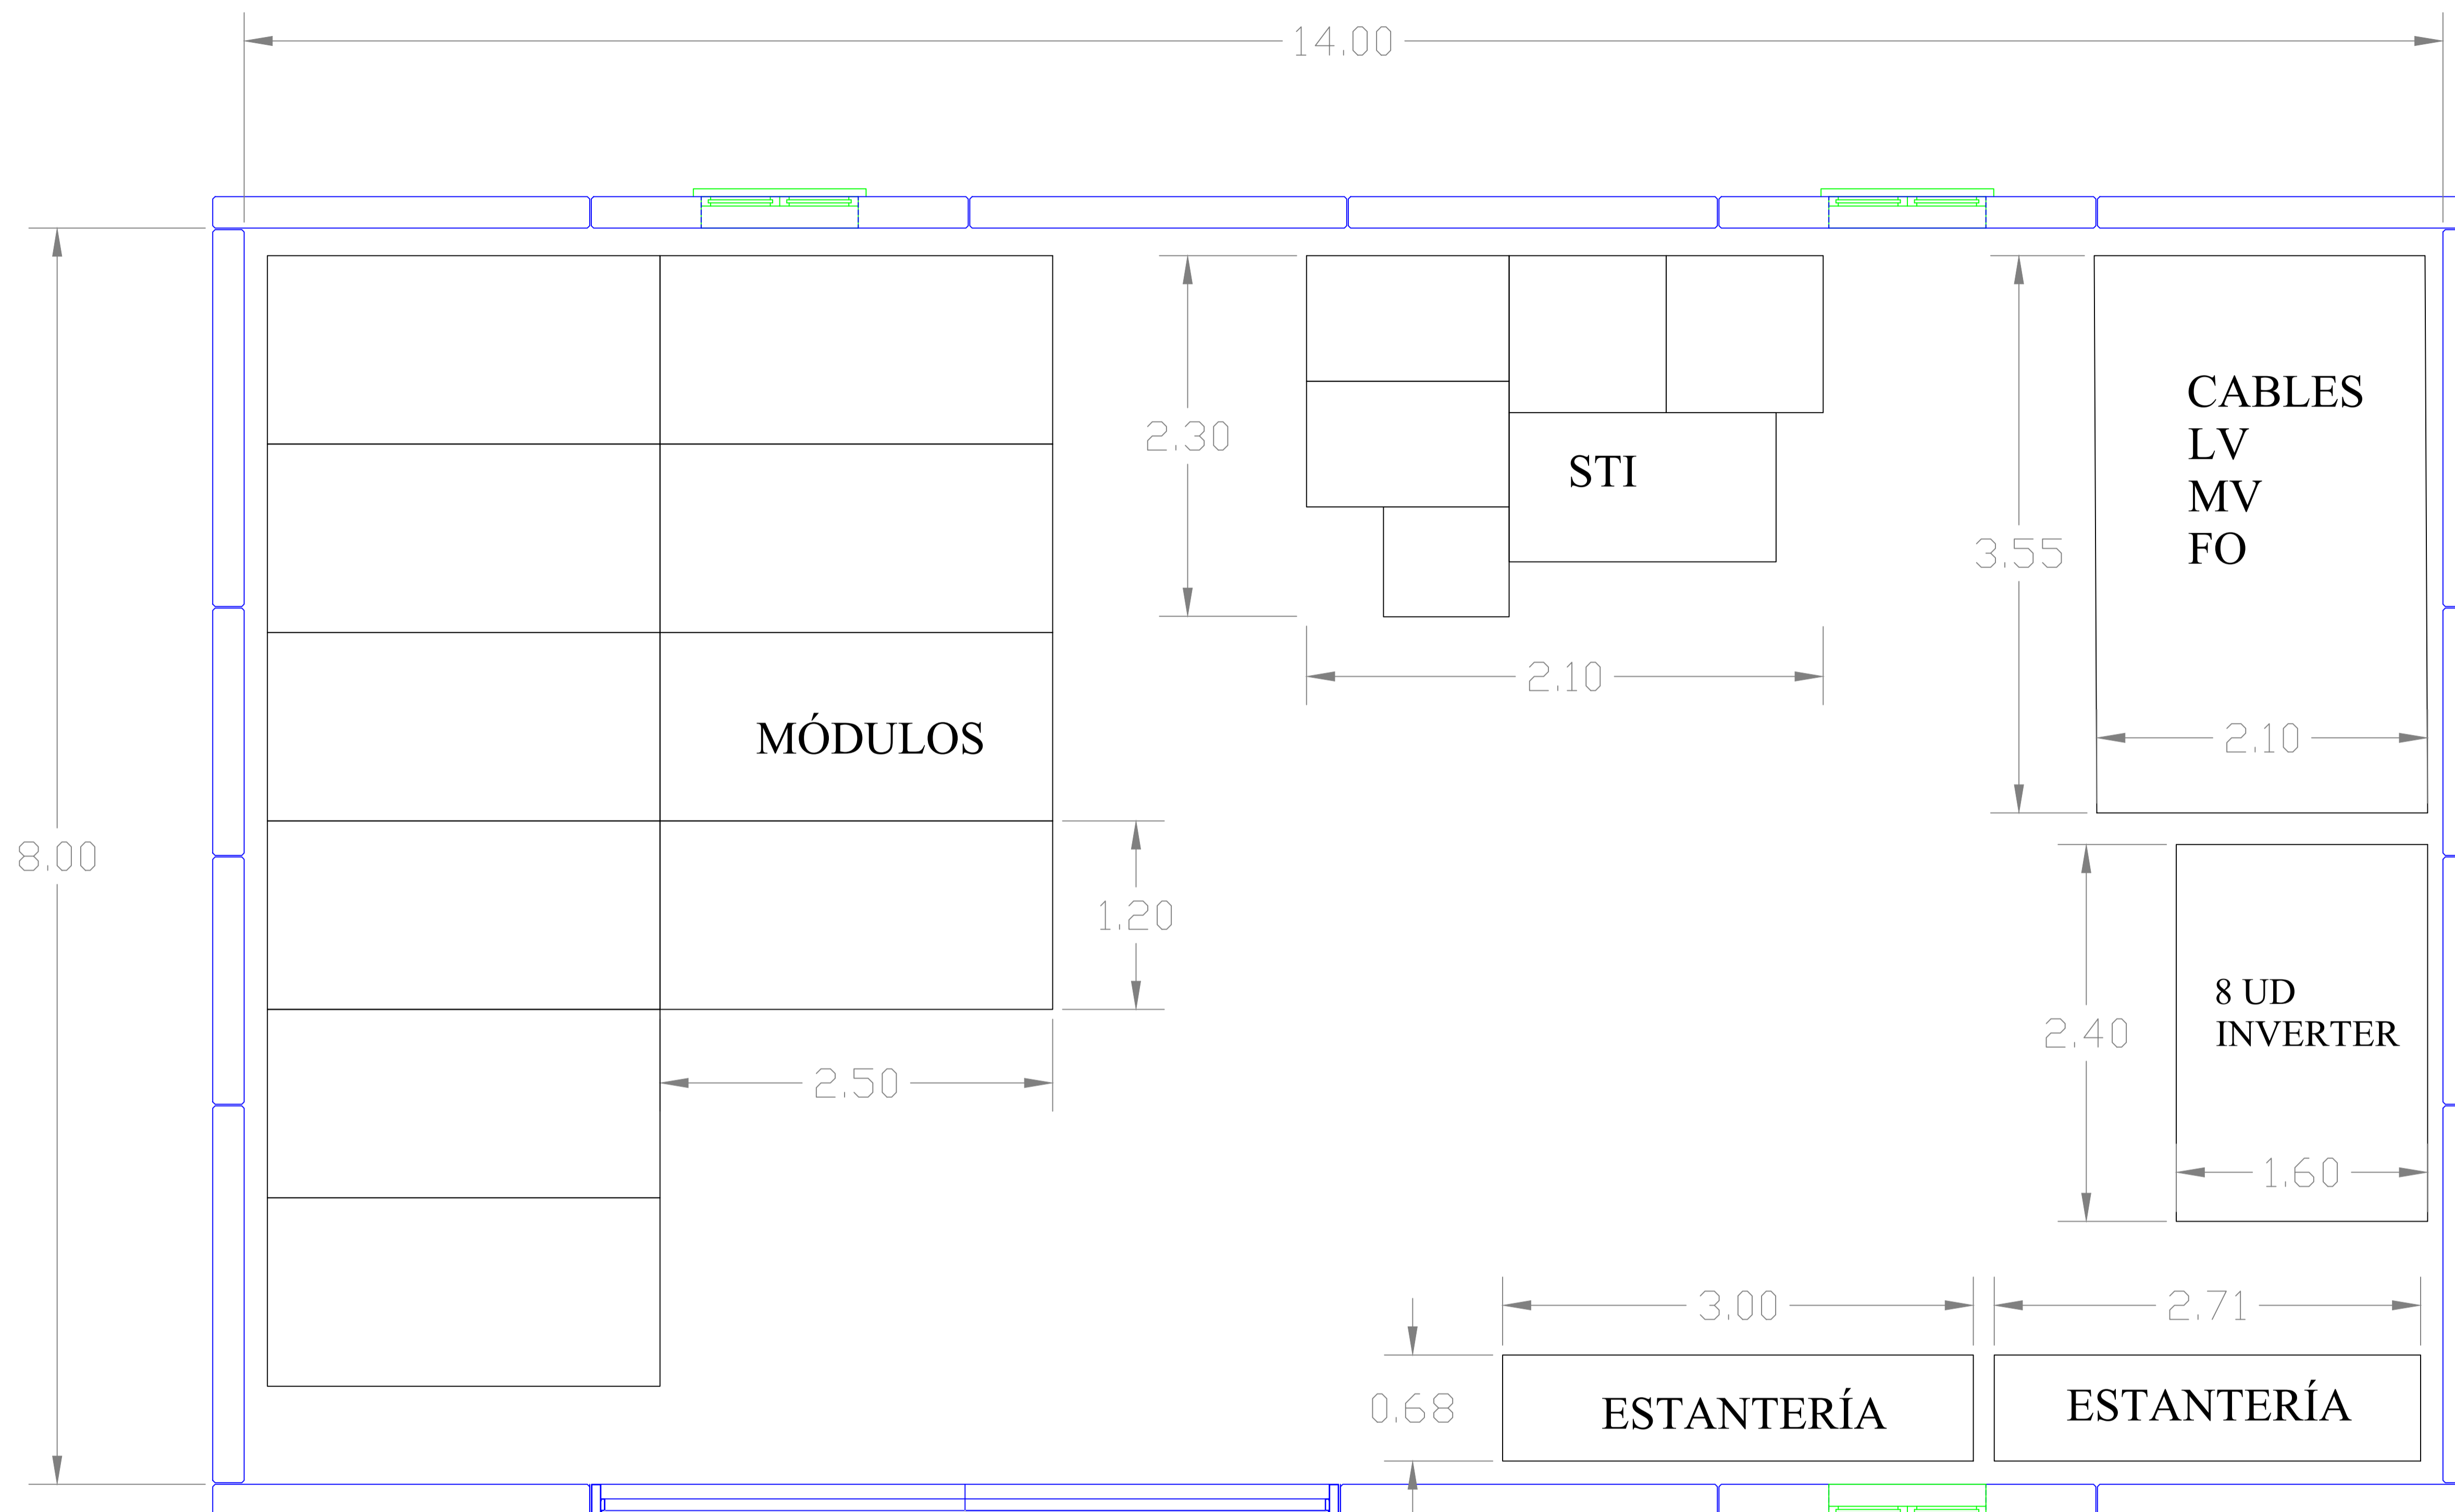 14.00
2.30
STI
CABLES
LV
MV
FO
3.55
2.10
2.10
MÓDULOS
8.00
1.20
2.50
2.40
8 UD
INVERTER
1.60
3.00
2.71
0.68
ESTANTERÍA
ESTANTERÍA